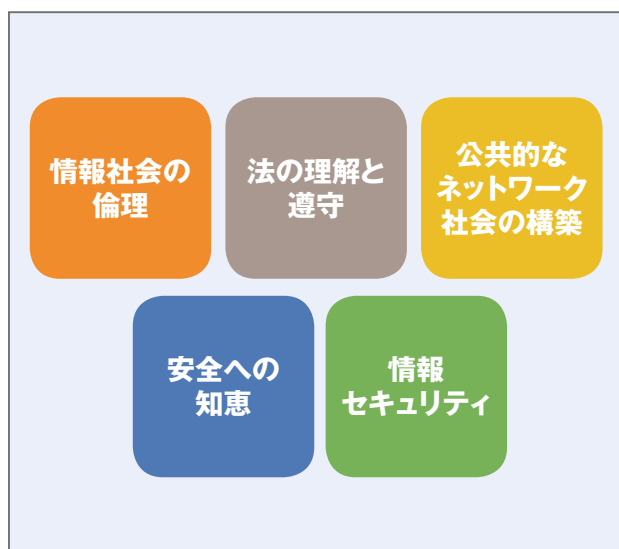 情報社会の
倫理
法の理解と
遵守
公共的な
ネットワーク
社会の構築
安全への
知恵
情報
セキュリティ